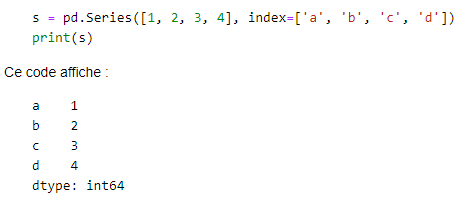 s = pd.Series([1, 2, 3, 4], index=['a', 'b', 'c', 'd'])
print(s)
Ce code affiche :
a    1
b    2
c    3
d    4
dtype: int64